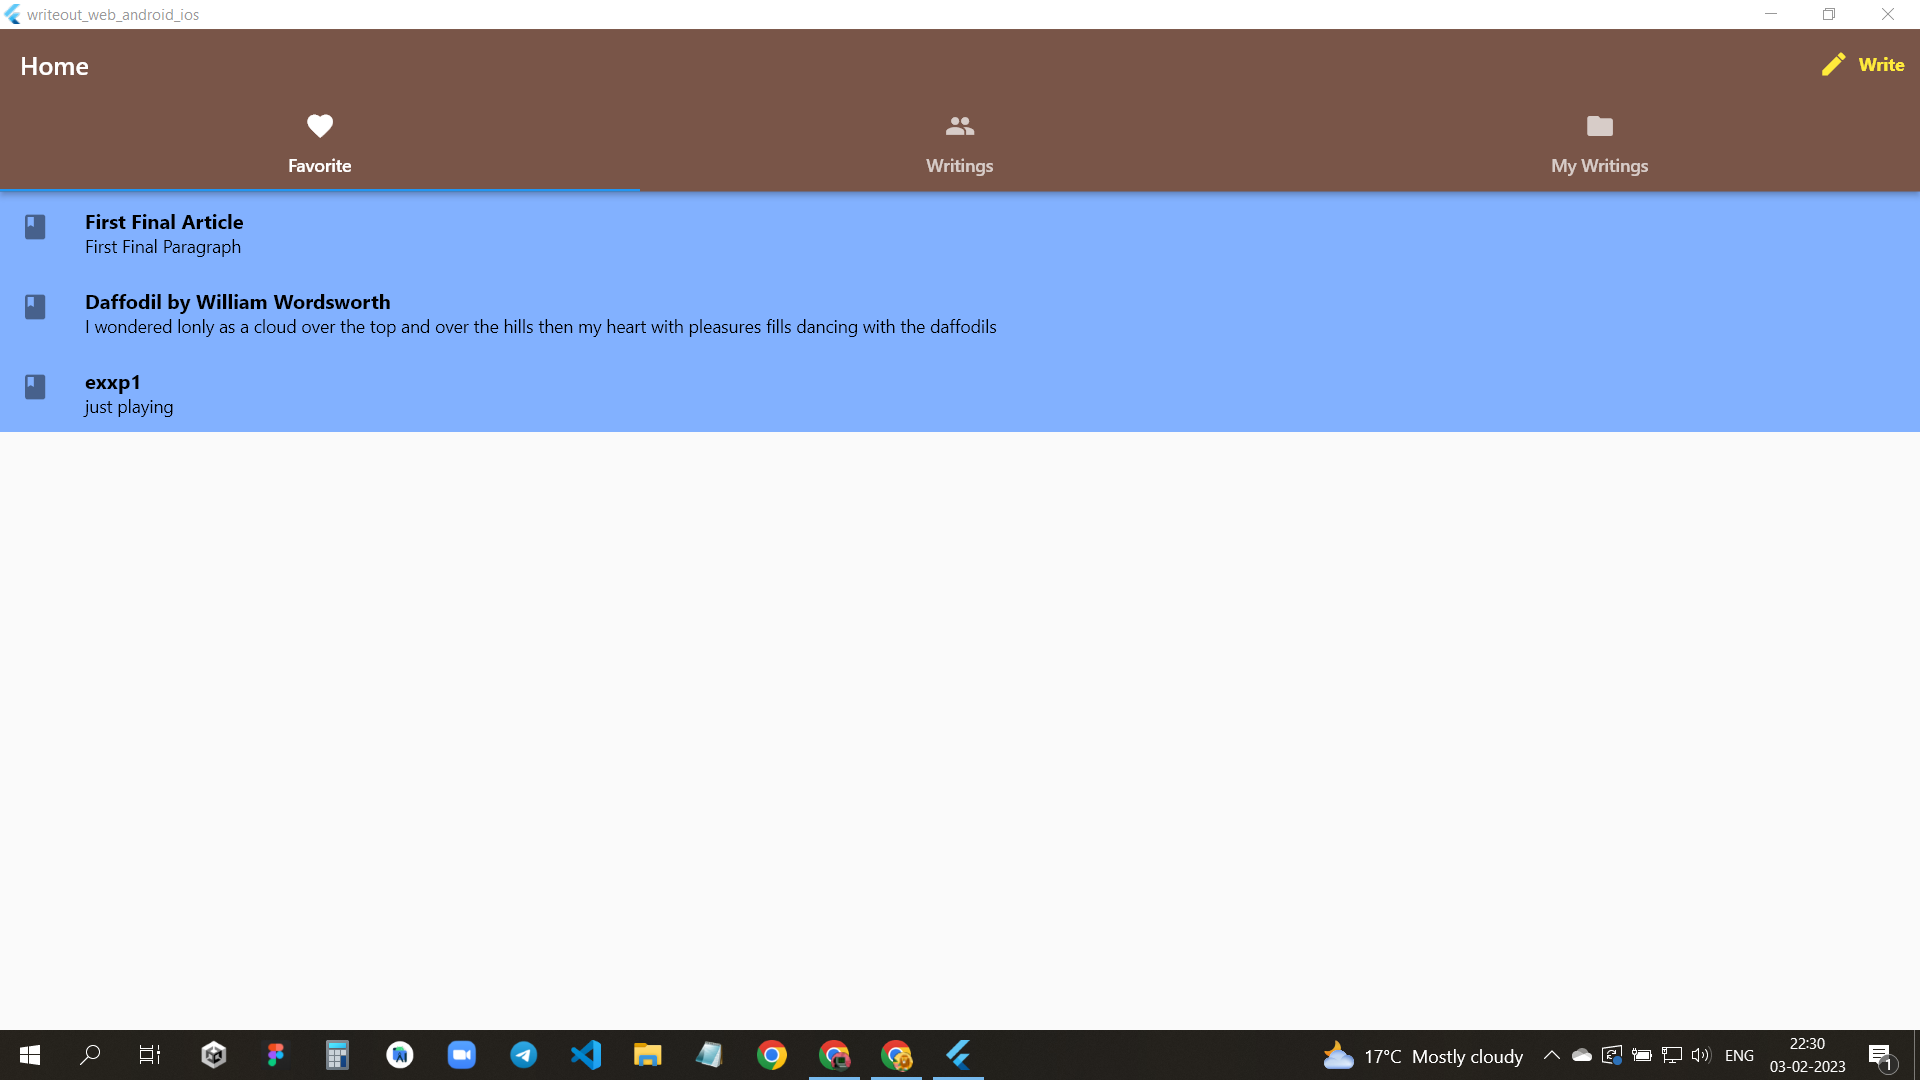 writeout_web_android_ios
Home
Write
Favorite
Writings
My Writings
First Final Article
First Final Paragraph
Daffodil by William Wordsworth
I wondered lonly as a cloud over the top and over the hills then my heart with pleasures fills dancing with the daffodils
exxp1
just playing
17°C Mostly cloudy
ENG
22:30
03-02-2023
1